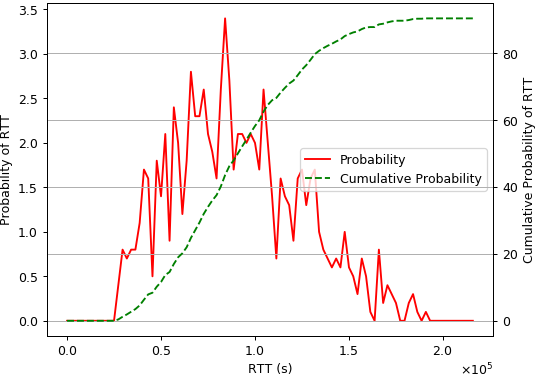 3.5
3.0
2.5
2.0
1.5
1.0
0.5
0.0
Probability of RTT
80
60
40
20
0
Cumulative Probability of RTT
Probability
Cumulative Probability
0.0 0.5 1.0 1.5 2.0
RTT (s)
×10⁵